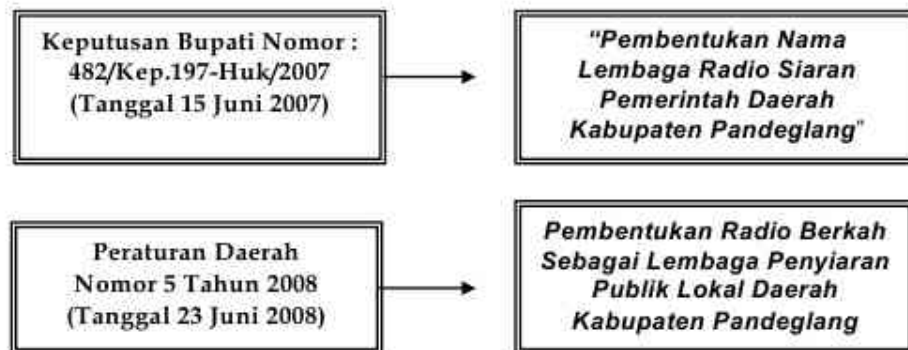 Keputusan Bupati Nomor :
482/Kep.197-Huk/2007
(Tanggal 15 Juni 2007)
“Pembentukan Nama
Lembaga Radio Siaran
Pemerintah Daerah
Kabupaten Pandeglang”
Peraturan Daerah
Nomor 5 Tahun 2008
(Tanggal 23 Juni 2008)
Pembentukan Radio Berkah
Sebagai Lembaga Penyiaran
Publik Lokal Daerah
Kabupaten Pandeglang